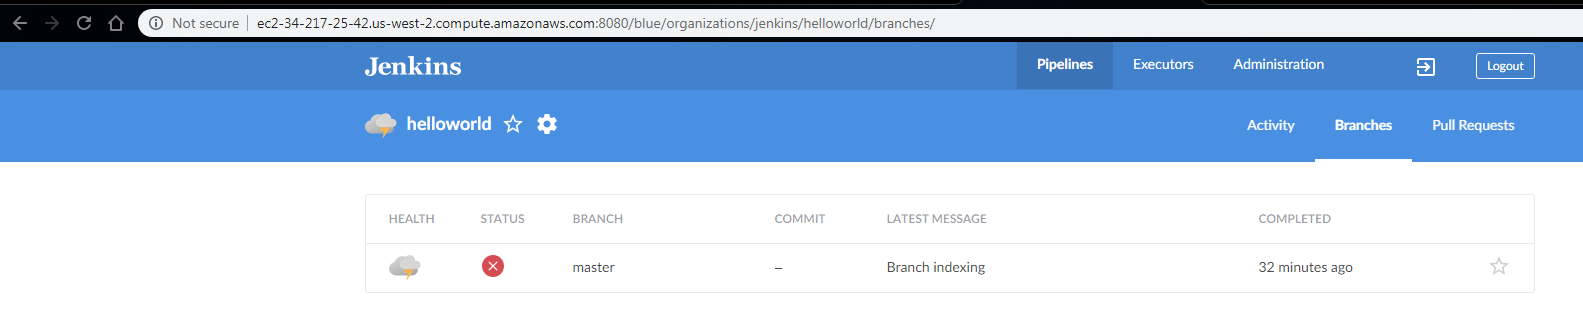 Not secure ec2-34-217-25-42.us-west-2.compute.amazonaws.com:8080/blue/organizations/jenkins/helloworld/branches/
Jenkins Pipelines Executors Administration Logout
helloworld Activity Branches Pull Requests
HEALTH STATUS BRANCH COMMIT LATEST MESSAGE COMPLETED
master – Branch indexing 32 minutes ago